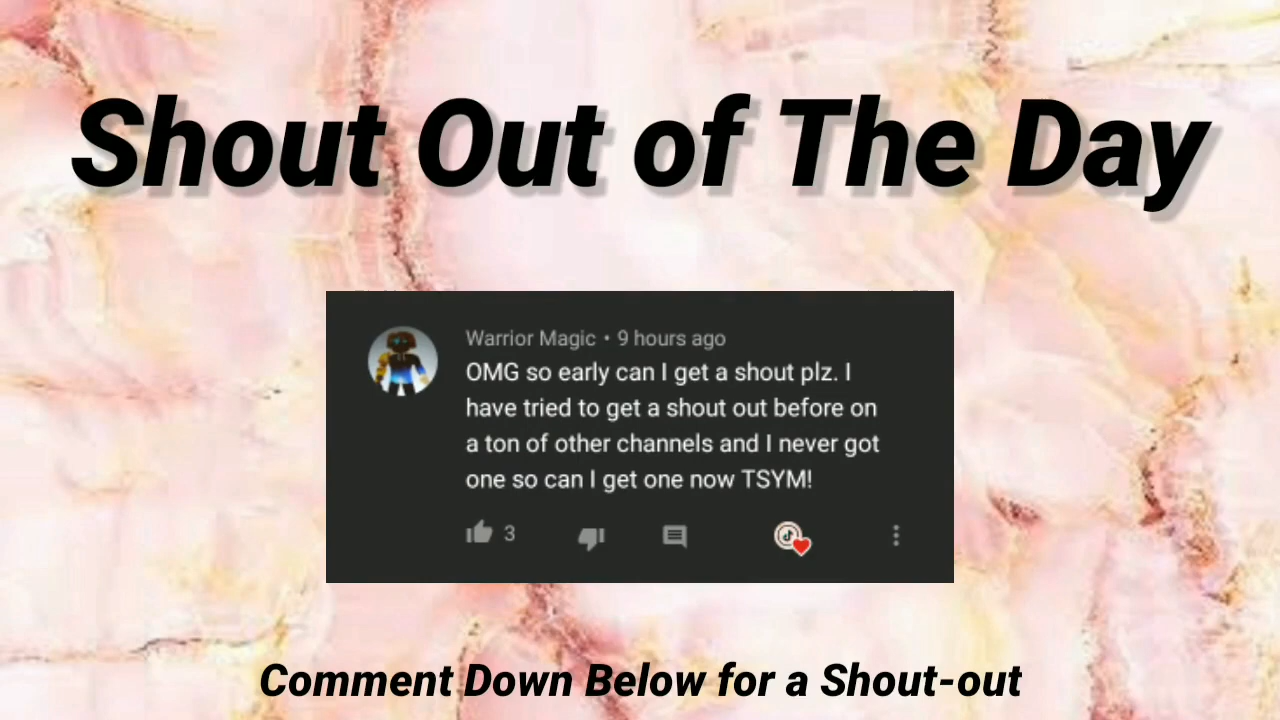 Shout Out of The Day
Warrior Magic • 9 hours ago
OMG so early can I get a shout plz. I
have tried to get a shout out before on
a ton of other channels and I never got
one so can I get one now TSYM!
3
Comment Down Below for a Shout-out